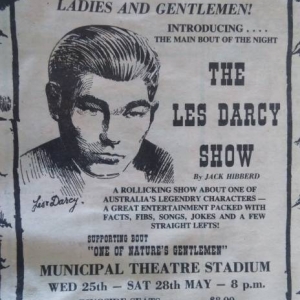 LADIES AND GENTLEMEN!
INTRODUCING ....
THE MAIN BOUT OF THE NIGHT
THE
LES DARCY
SHOW
By JACK HIBBERD
Les Darcy.
A ROLLICKING SHOW ABOUT ONE OF
AUSTRALIA'S LEGENDRY CHARACTERS —
A GREAT ENTERTAINMENT PACKED WITH
FACTS, FIBS, SONGS, JOKES AND A FEW
STRAIGHT LEFTS!
SUPPORTING BOUT
"ONE OF NATURE'S GENTLEMEN"
MUNICIPAL THEATRE STADIUM
WED 25th — SAT 28th MAY — 8 p.m.